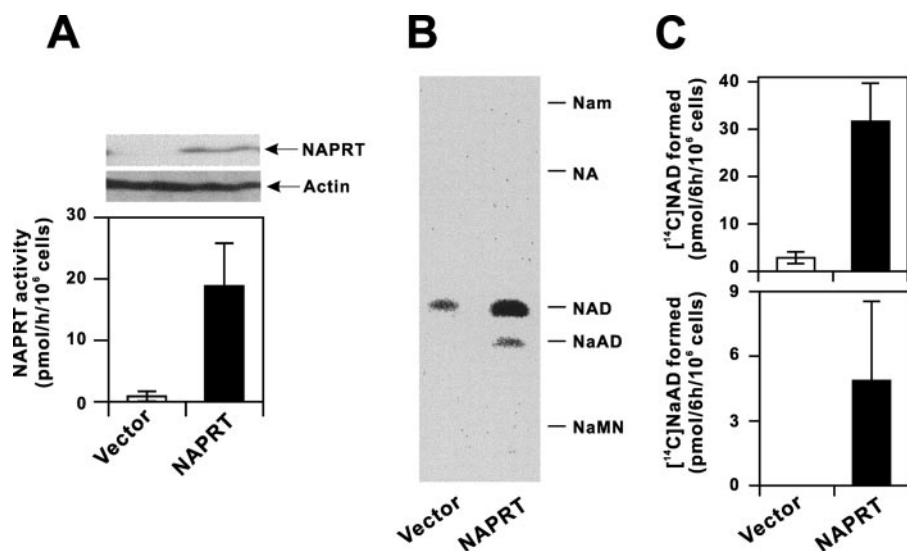 A
NAPRT
Actin
NAPRT activity
(pmol/h/10⁶ cells)
30
20
10
0
Vector
NAPRT
B
Nam
NA
NAD
NaAD
NaMN
Vector
NAPRT
C
[¹⁴C]NAD formed
(pmol/6h/10⁶ cells)
40
30
20
10
0
[¹⁴C]NaAD formed
(pmol/6h/10⁶ cells)
9
6
3
0
Vector
NAPRT